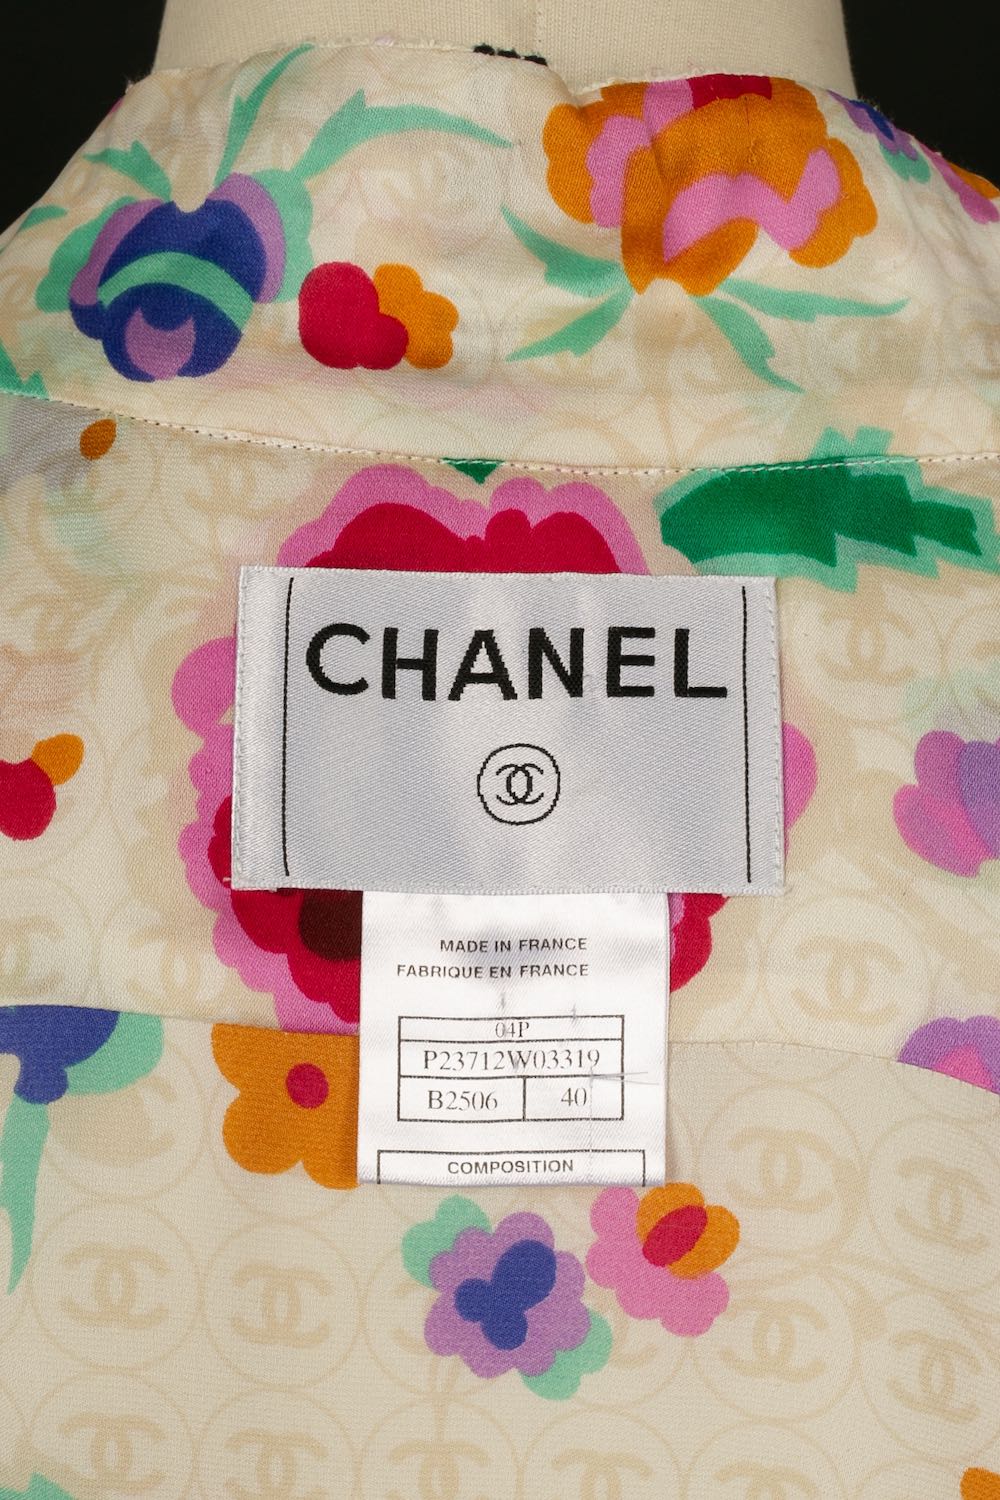 CHANEL
MADE IN FRANCE
FABRIQUE EN FRANCE
04P
P23712W03319
B2506 40
COMPOSITION